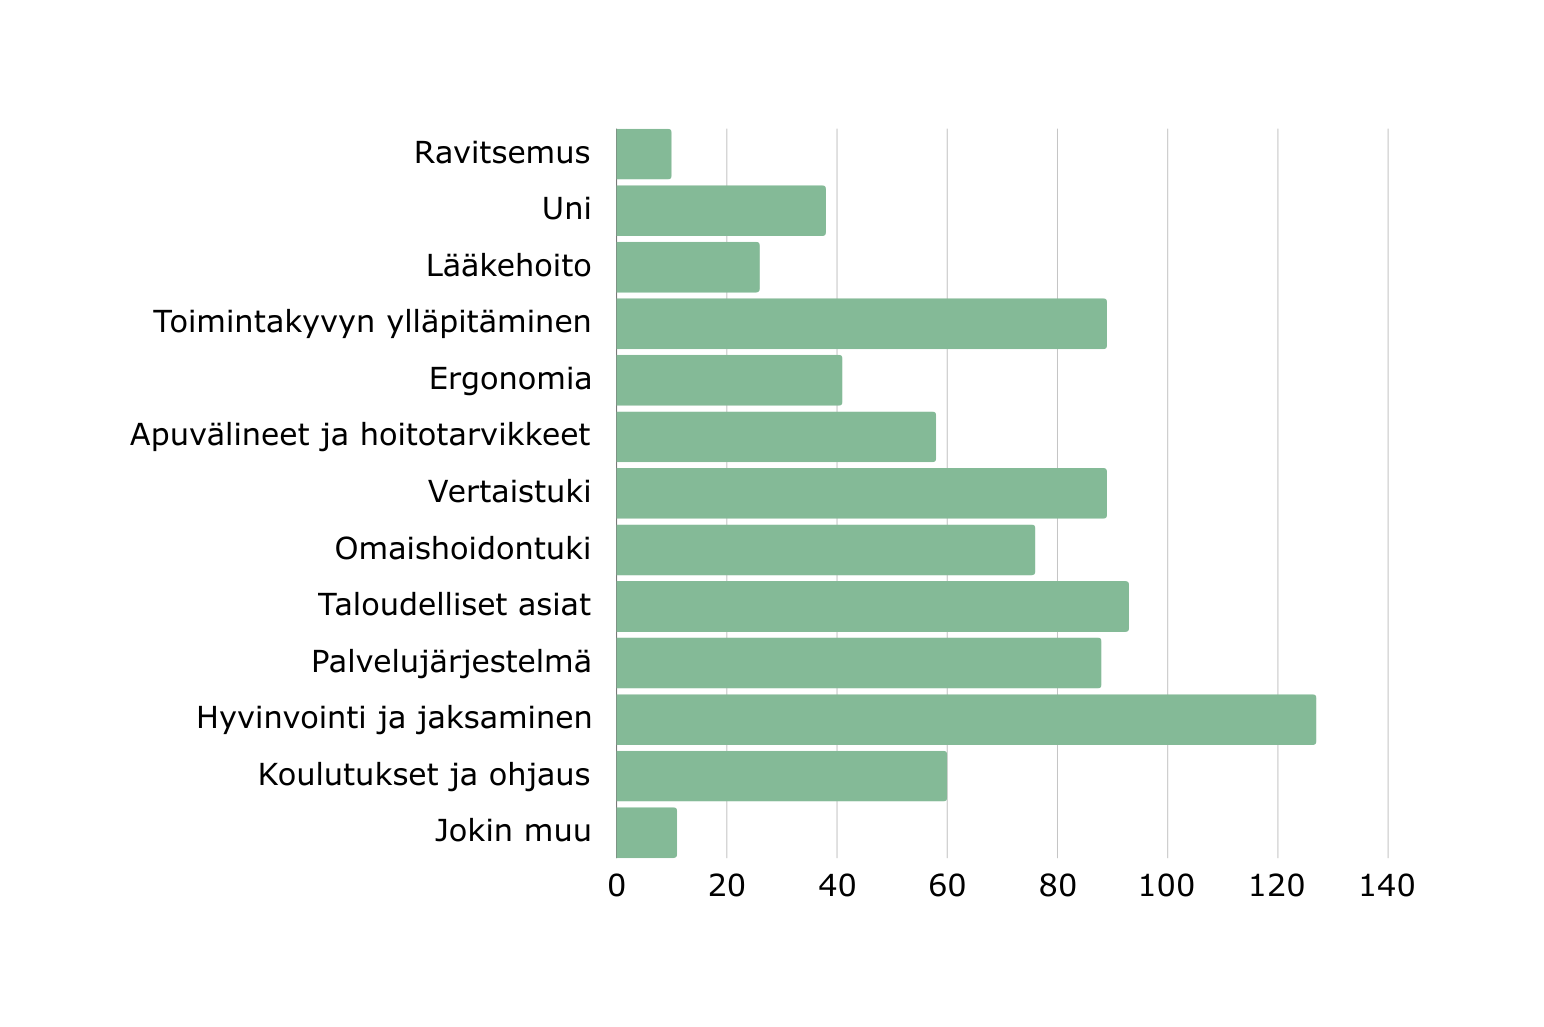 Ravitsemus
Uni
Lääkehoito
Toimintakyvyn ylläpitäminen
Ergonomia
Apuvälineet ja hoitotarvikkeet
Vertaistuki
Omaishoidontuki
Taloudelliset asiat
Palvelujärjestelmä
Hyvinvointi ja jaksaminen
Koulutukset ja ohjaus
Jokin muu
0 20 40 60 80 100 120 140